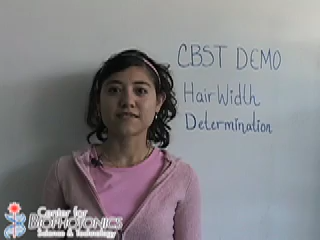 CBST DEMO
Hair Width
Determination
Center for
BIOPHOTONICS
Science & Technology